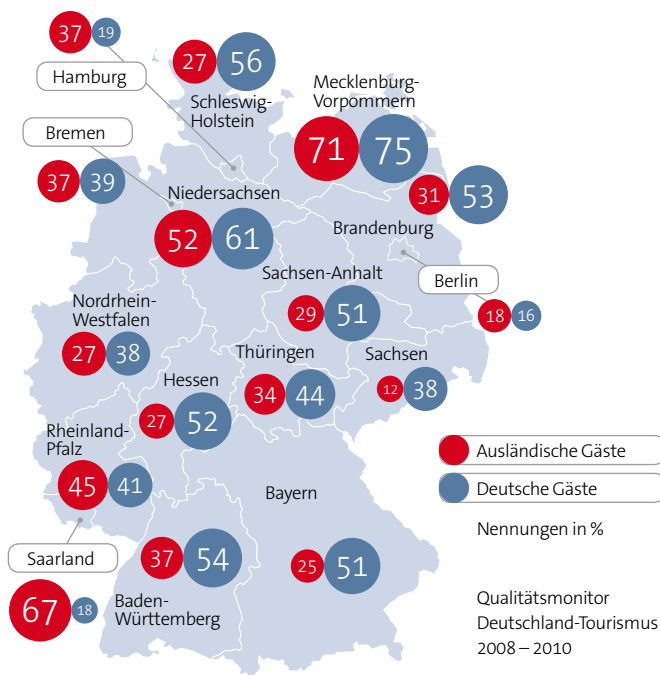 37 19
Hamburg
27 56
Schleswig-
Holstein
Mecklenburg-
Vorpommern
71 75
Bremen
37 39
Niedersachsen
52 61
31 53
Brandenburg
Berlin
18 16
Sachsen-Anhalt
29 51
Nordrhein-
Westfalen
27 38
Thüringen
34 44
Sachsen
12 38
Hessen
27 52
Rheinland-
Pfalz
45 41
Saarland
67 18
37 54
Baden-
Württemberg
Bayern
25 51
Ausländische Gäste
Deutsche Gäste
Nennungen in %
Qualitätsmonitor
Deutschland-Tourismus
2008 – 2010